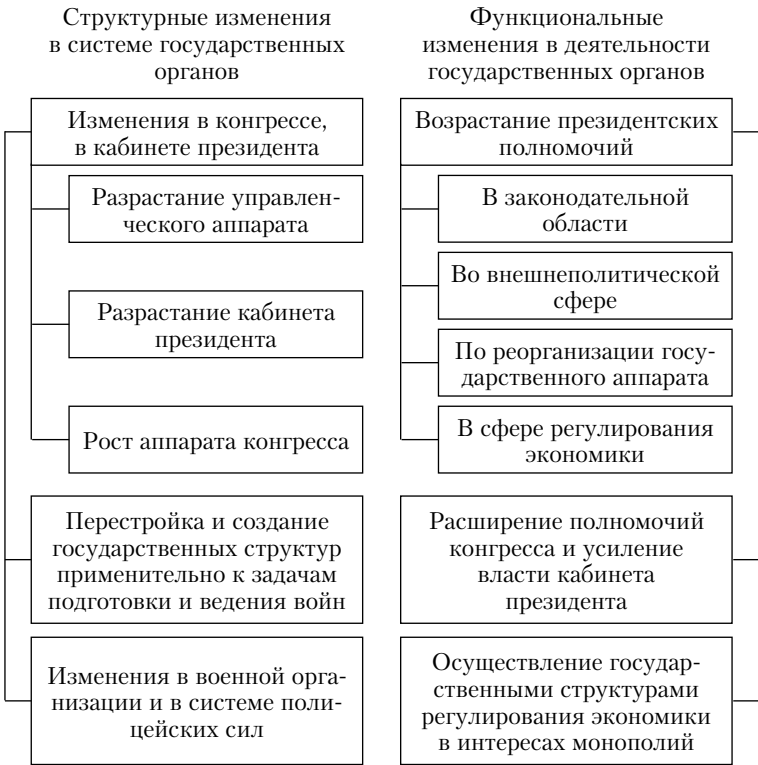 Структурные изменения
в системе государственных
органов
Изменения в конгрессе,
в кабинете президента
Разрастание управлен-
ческого аппарата
Разрастание кабинета
президента
Рост аппарата конгресса
Перестройка и создание
государственных структур
применительно к задачам
подготовки и ведения войн
Изменения в военной орга-
низации и в системе поли-
цейских сил
Функциональные
изменения в деятельности
государственных органов
Возрастание президентских
полномочий
В законодательной
области
Во внешнеполитической
сфере
По реорганизации госу-
дарственного аппарата
В сфере регулирования
экономики
Расширение полномочий
конгресса и усиление
власти кабинета
президента
Осуществление государ-
ственными структурами
регулирования экономики
в интересах монополий